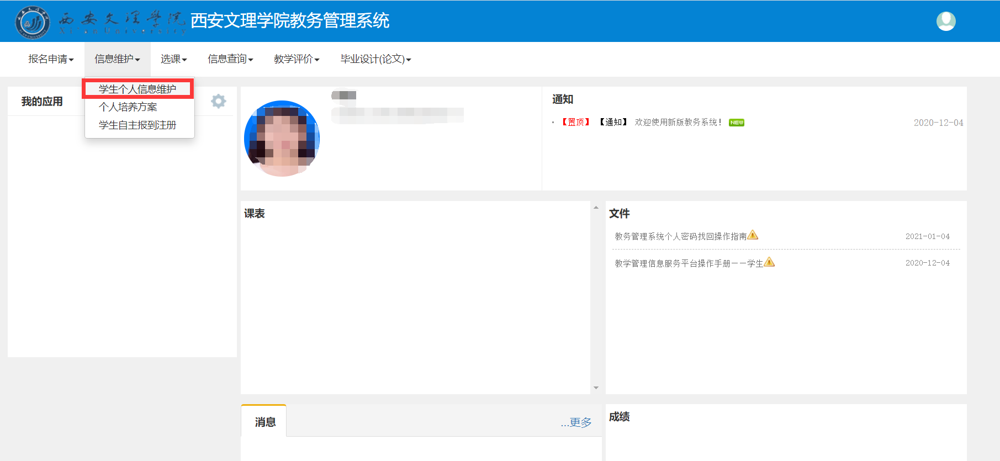 西安文理学院
Xi'an University
西安文理学院教务管理系统
报名申请 信息维护 选课 信息查询 教学评价 毕业设计(论文)
学生个人信息维护
个人培养方案
学生自主报到注册
我的应用
通知
【置顶】 【通知】 欢迎使用新版教务系统! NEW 2020-12-04
课表
文件
教务管理系统个人密码找回操作指南 2021-01-04
教学管理信息服务平台操作手册——学生 2020-12-04
消息
...更多
成绩